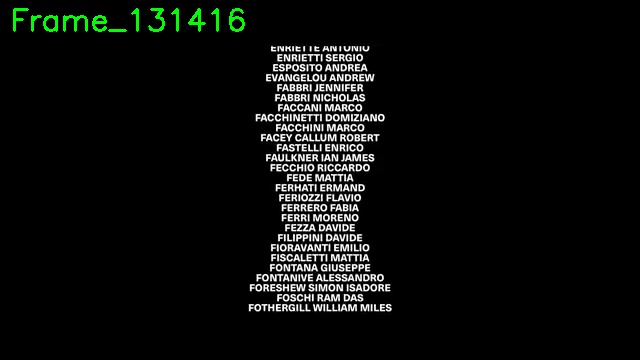 Frame_131416
ENRIETTE ANTONIO
ENRIETTI SERGIO
ESPOSITO ANDREA
EVANGELOU ANDREW
FABBRI JENNIFER
FABBRI NICHOLAS
FACCANI MARCO
FACCHINETTI DOMIZIANO
FACCHINI MARCO
FACEY CALLUM ROBERT
FASTELLI ENRICO
FAULKNER IAN JAMES
FECCHIO RICCARDO
FEDE MATTIA
FERHATI ERMAND
FERIOZZI FLAVIO
FERRERO FABIA
FERRI MORENO
FEZZA DAVIDE
FILIPPINI DAVIDE
FIORAVANTI EMILIO
FISCALETTI MATTIA
FONTANA GIUSEPPE
FONTANIVE ALESSANDRO
FORESHEW SIMON ISADORE
FOSCHI RAM DAS
FOTHERGILL WILLIAM MILES